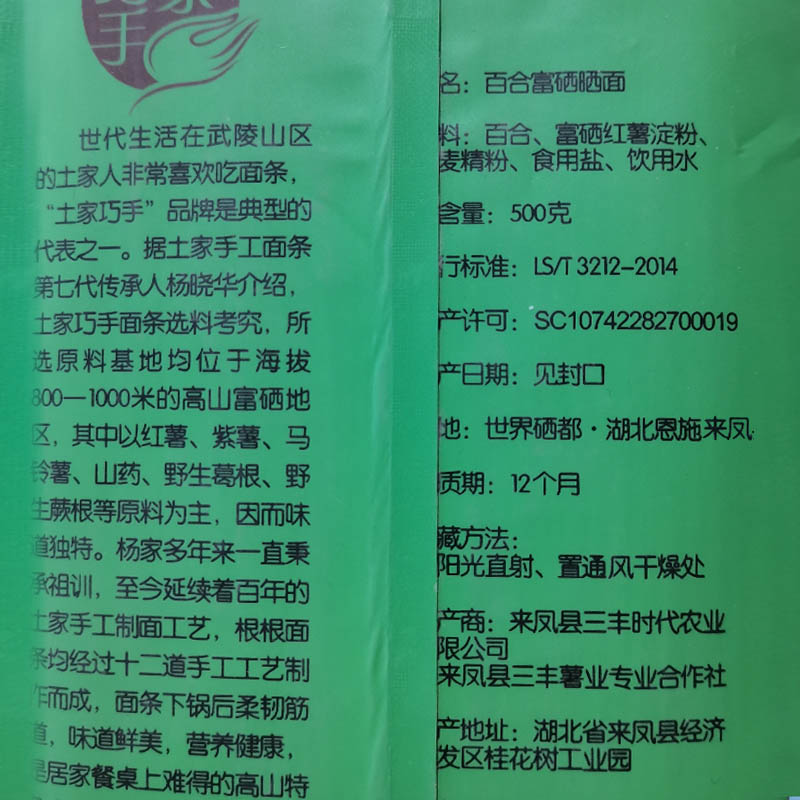 手
世代生活在武陵山区
的土家人非常喜欢吃面条，
“土家巧手”品牌是典型的
代表之一。据土家手工面条
第七代传承人杨晓华介绍，
土家巧手面条选料考究，所
选原料基地均位于海拔
800—1000米的高山富硒地
区，其中以红薯、紫薯、马
铃薯、山药、野生葛根、野
生蕨根等原料为主，因而味
道独特。杨家多年来一直秉
承祖训，至今延续着百年的
土家手工制面工艺，根根面
条均经过十二道手工工艺制
作而成，面条下锅后柔韧筋
道，味道鲜美，营养健康，
是居家餐桌上难得的高山特
名：百合富硒晒面
料：百合、富硒红薯淀粉、
麦精粉、食用盐、饮用水
含量：500克
行标准：LS/T 3212-2014
产许可：SC10742282700019
产日期：见封口
地：世界硒都·湖北恩施来凤
质期：12个月
藏方法：
阳光直射、置通风干燥处
产商：来凤县三丰时代农业
限公司
来凤县三丰薯业专业合作社
产地址：湖北省来凤县经济
发区桂花树工业园